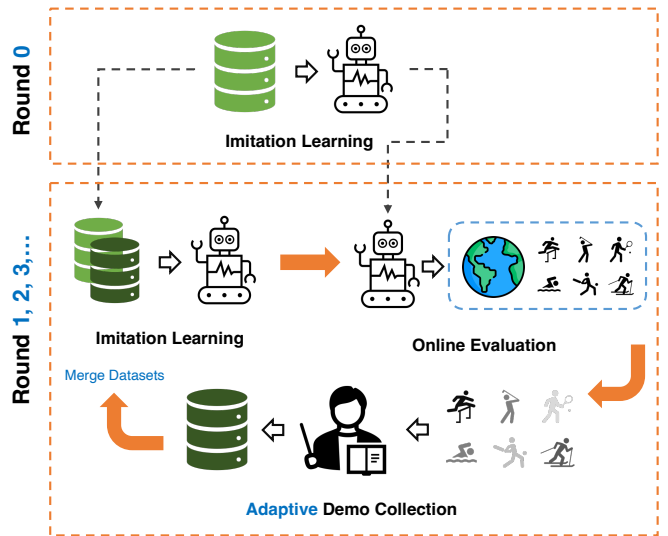 Round 0
Imitation Learning
Round 1, 2, 3,...
Imitation Learning
Online Evaluation
Merge Datasets
Adaptive Demo Collection